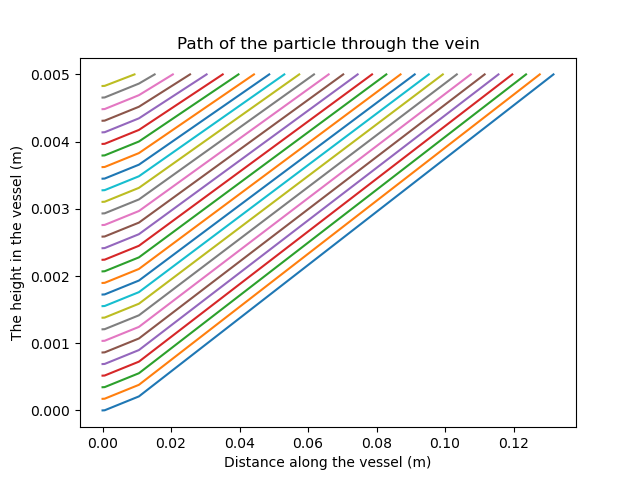 Path of the particle through the vein
0.005
0.004
0.003
0.002
0.001
0.000
The height in the vessel (m)
0.00 0.02 0.04 0.06 0.08 0.10 0.12
Distance along the vessel (m)